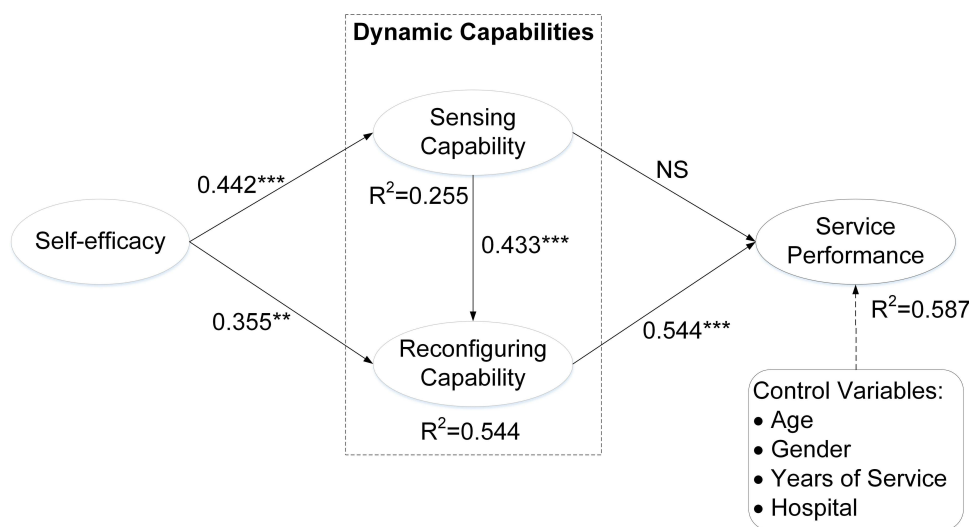 Dynamic Capabilities
Sensing
Capability
R²=0.255
0.442***
NS
Self-efficacy
0.433***
Service
Performance
R²=0.587
0.355**
0.544***
Reconfiguring
Capability
R²=0.544
Control Variables:
• Age
• Gender
• Years of Service
• Hospital